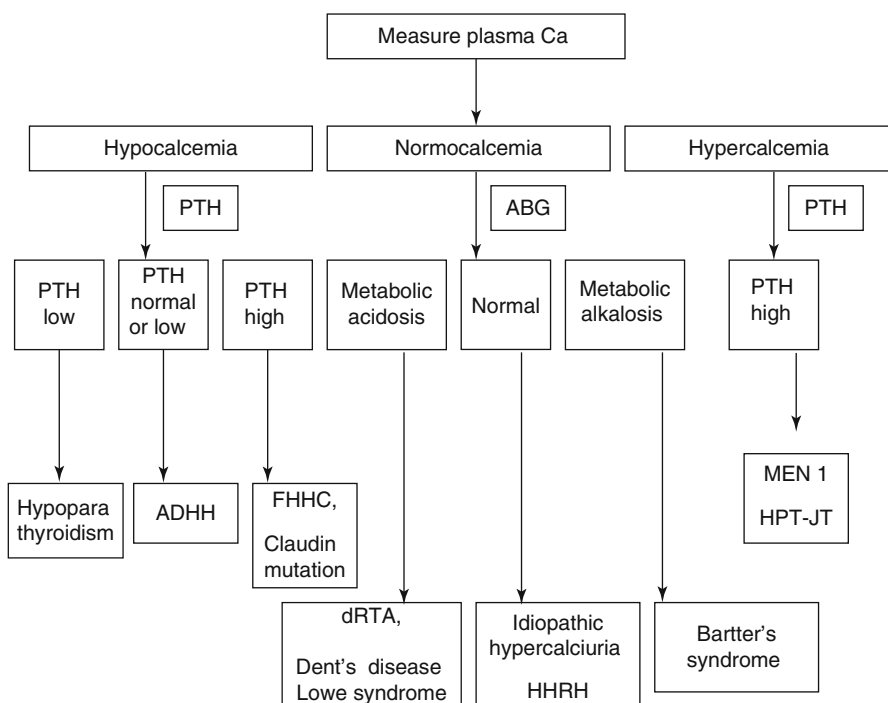 Measure plasma Ca
Hypocalcemia
Normocalcemia
Hypercalcemia
PTH
ABG
PTH
PTH
low
PTH
normal
or low
PTH
high
Metabolic
acidosis
Normal
Metabolic
alkalosis
PTH
high
Hypopara
thyroidism
ADHH
FHHC,
Claudin
mutation
MEN 1
HPT-JT
dRTA,
Dent's disease
Lowe syndrome
Idiopathic
hypercalciuria
HHRH
Bartter's
syndrome